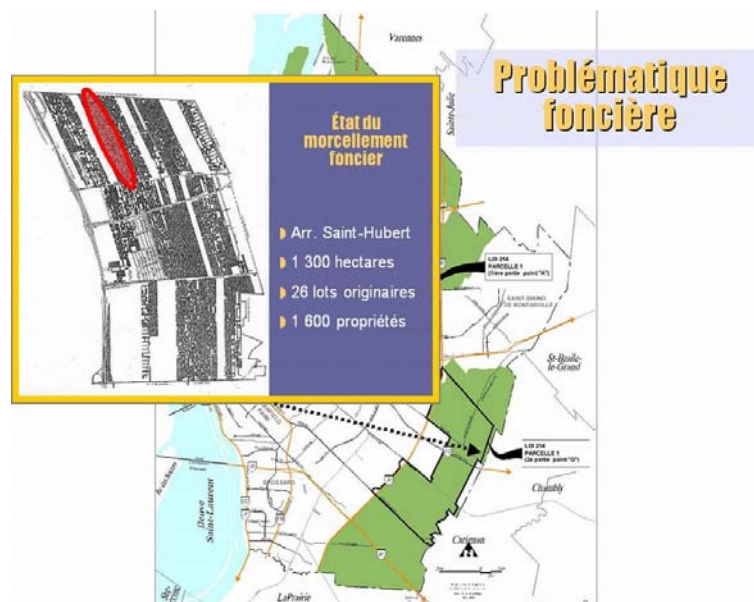 Problématique
foncière
État du
morcellement
foncier
Arr. Saint-Hubert
1 300 hectares
26 lots originaires
1 600 propriétés
Varennes
Sainte-Julie
LOI 214
PARCELLE 1
SAINT-BRUNO
DE MONTARVILLE
St-Basile-
le-Grand
LOI 214
PARCELLE 1
Chambly
Carignan
BROSSARD
Fleuve
Saint-Laurent
LaPrairie